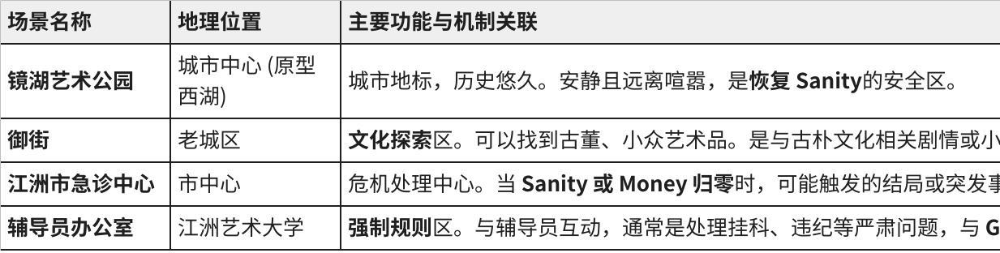 场景名称 地理位置 主要功能与机制关联
镜湖艺术公园 城市中心 (原型西湖) 城市地标，历史悠久。安静且远离喧嚣，是恢复 Sanity的安全区。
御街 老城区 文化探索区。可以找到古董、小众艺术品。是与古朴文化相关剧情或小
江洲市急诊中心 市中心 危机处理中心。当 Sanity 或 Money 归零时，可能触发的结局或突发事
辅导员办公室 江洲艺术大学 强制规则区。与辅导员互动，通常是处理挂科、违纪等严肃问题，与 G